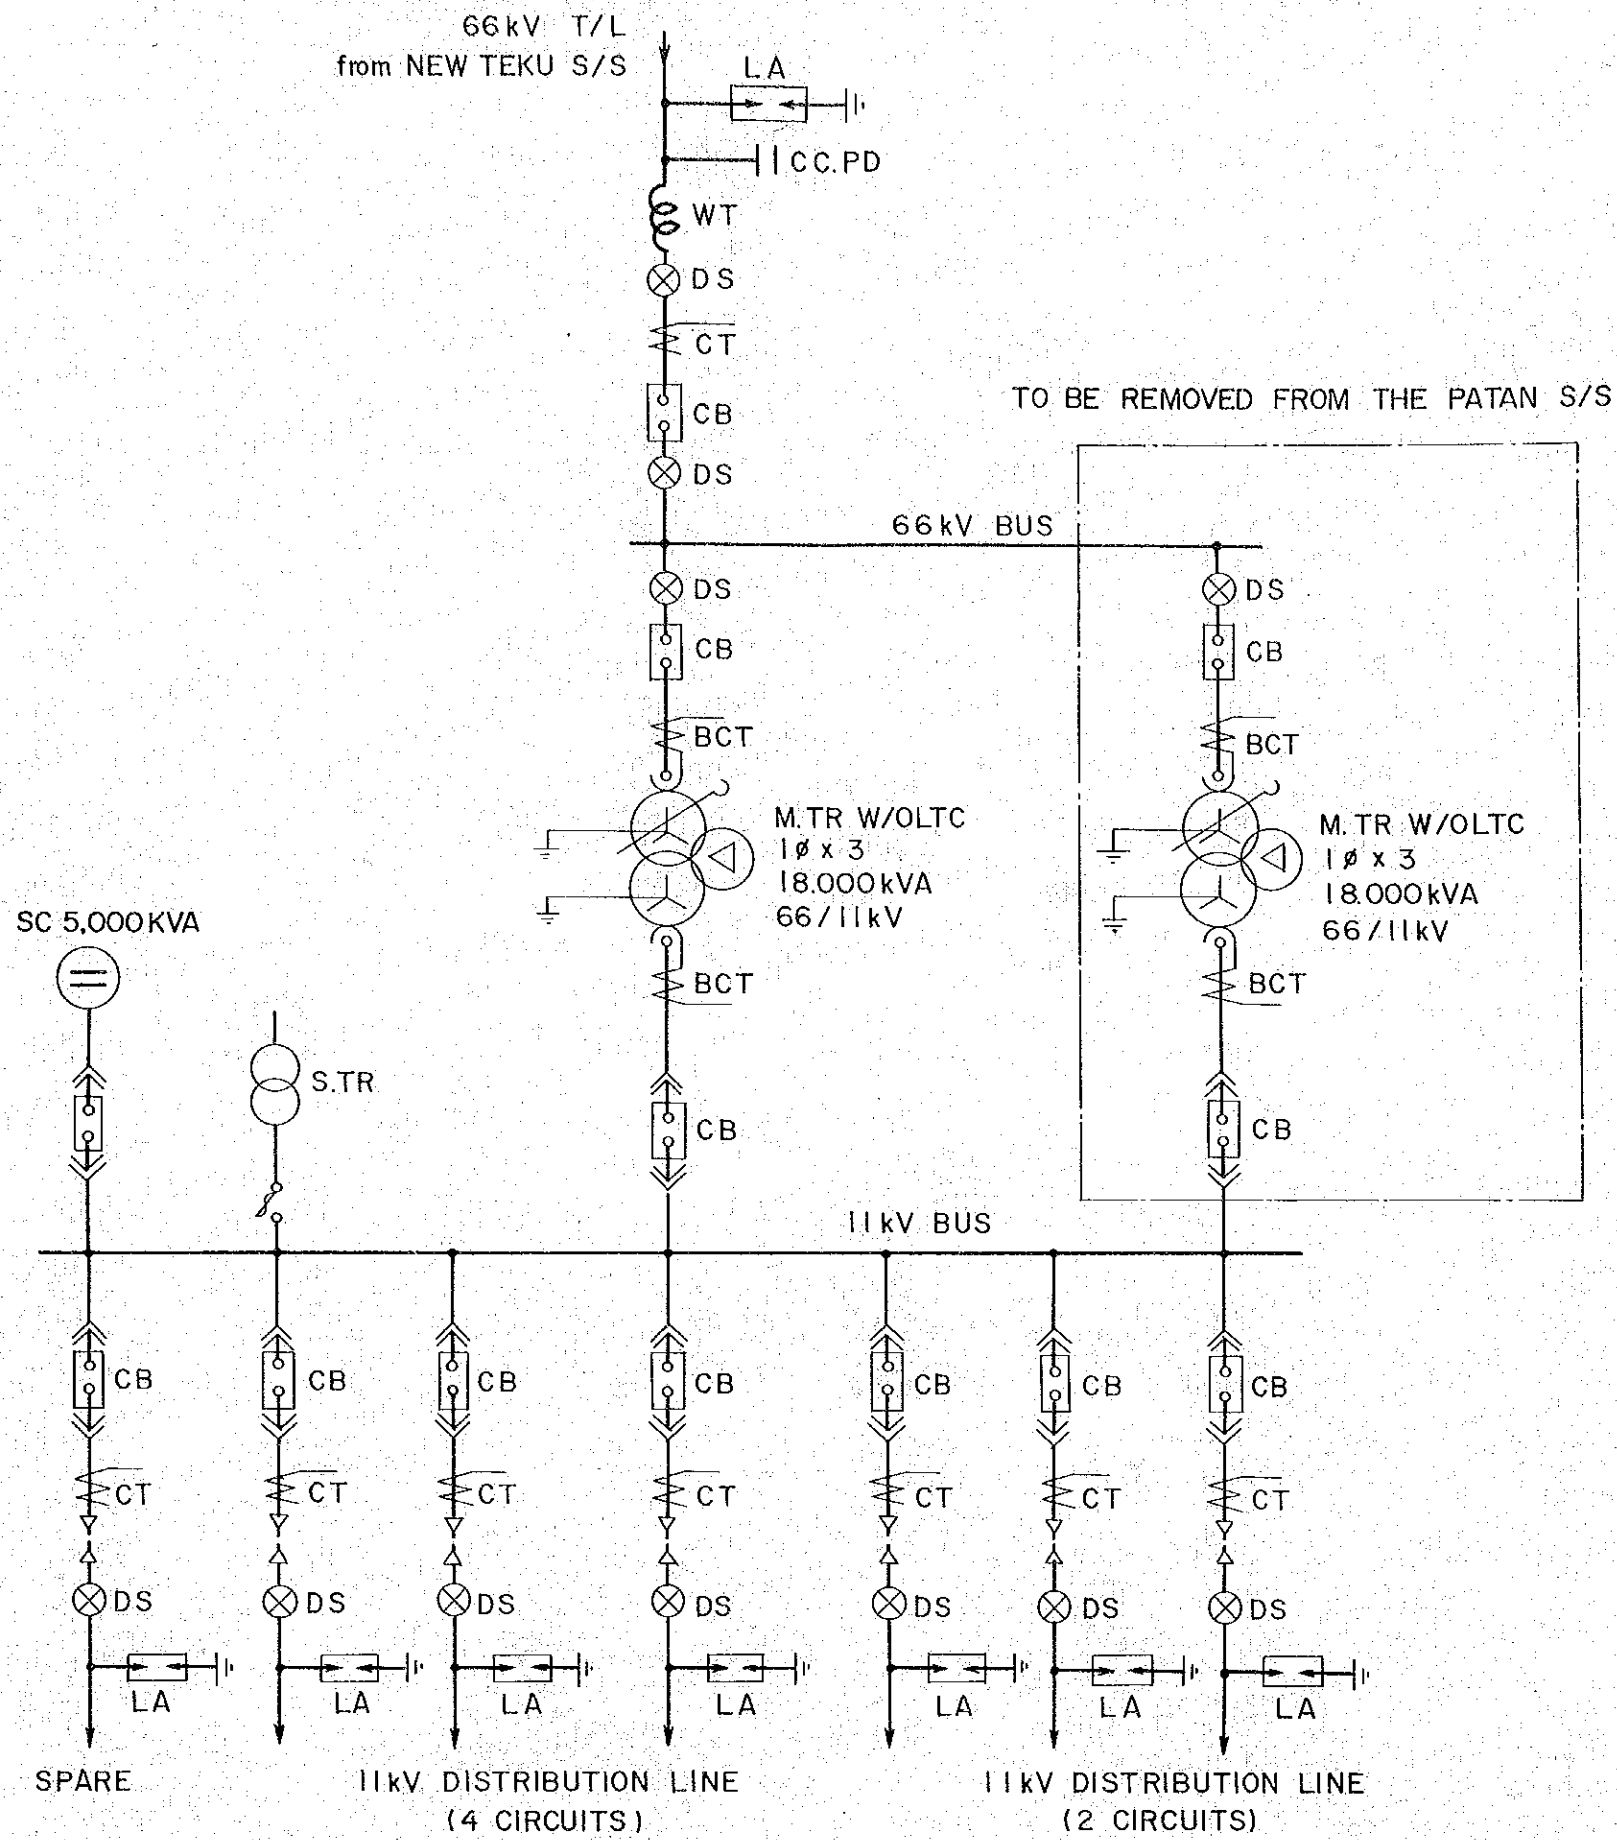 66kV T/L
from NEW TEKU S/S
LA
CC.PD
WT
DS
CT
CB
DS
TO BE REMOVED FROM THE PATAN S/S
66kV BUS
DS
DS
CB
CB
BCT
BCT
M.TR W/OLTC
1ø x 3
18.000kVA
66/11kV
M.TR W/OLTC
1ø x 3
18.000kVA
66/11kV
SC 5,000KVA
BCT
BCT
S.TR
CB
CB
11kV BUS
CB
CB
CB
CB
CB
CB
CB
CT
CT
CT
CT
CT
CT
CT
DS
DS
DS
DS
DS
DS
DS
LA
LA
LA
LA
LA
LA
LA
SPARE
11kV DISTRIBUTION LINE
(4 CIRCUITS)
11kV DISTRIBUTION LINE
(2 CIRCUITS)